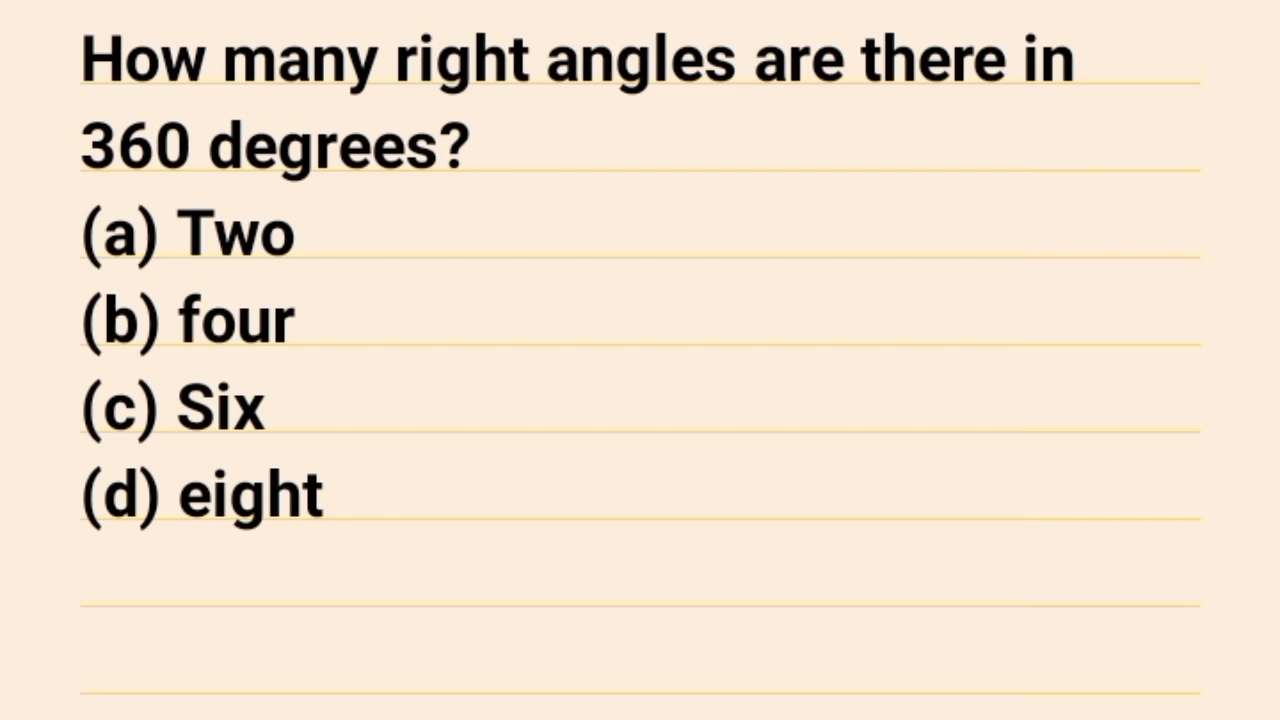 How many right angles are there in
360 degrees?
(a) Two
(b) four
(c) Six
(d) eight